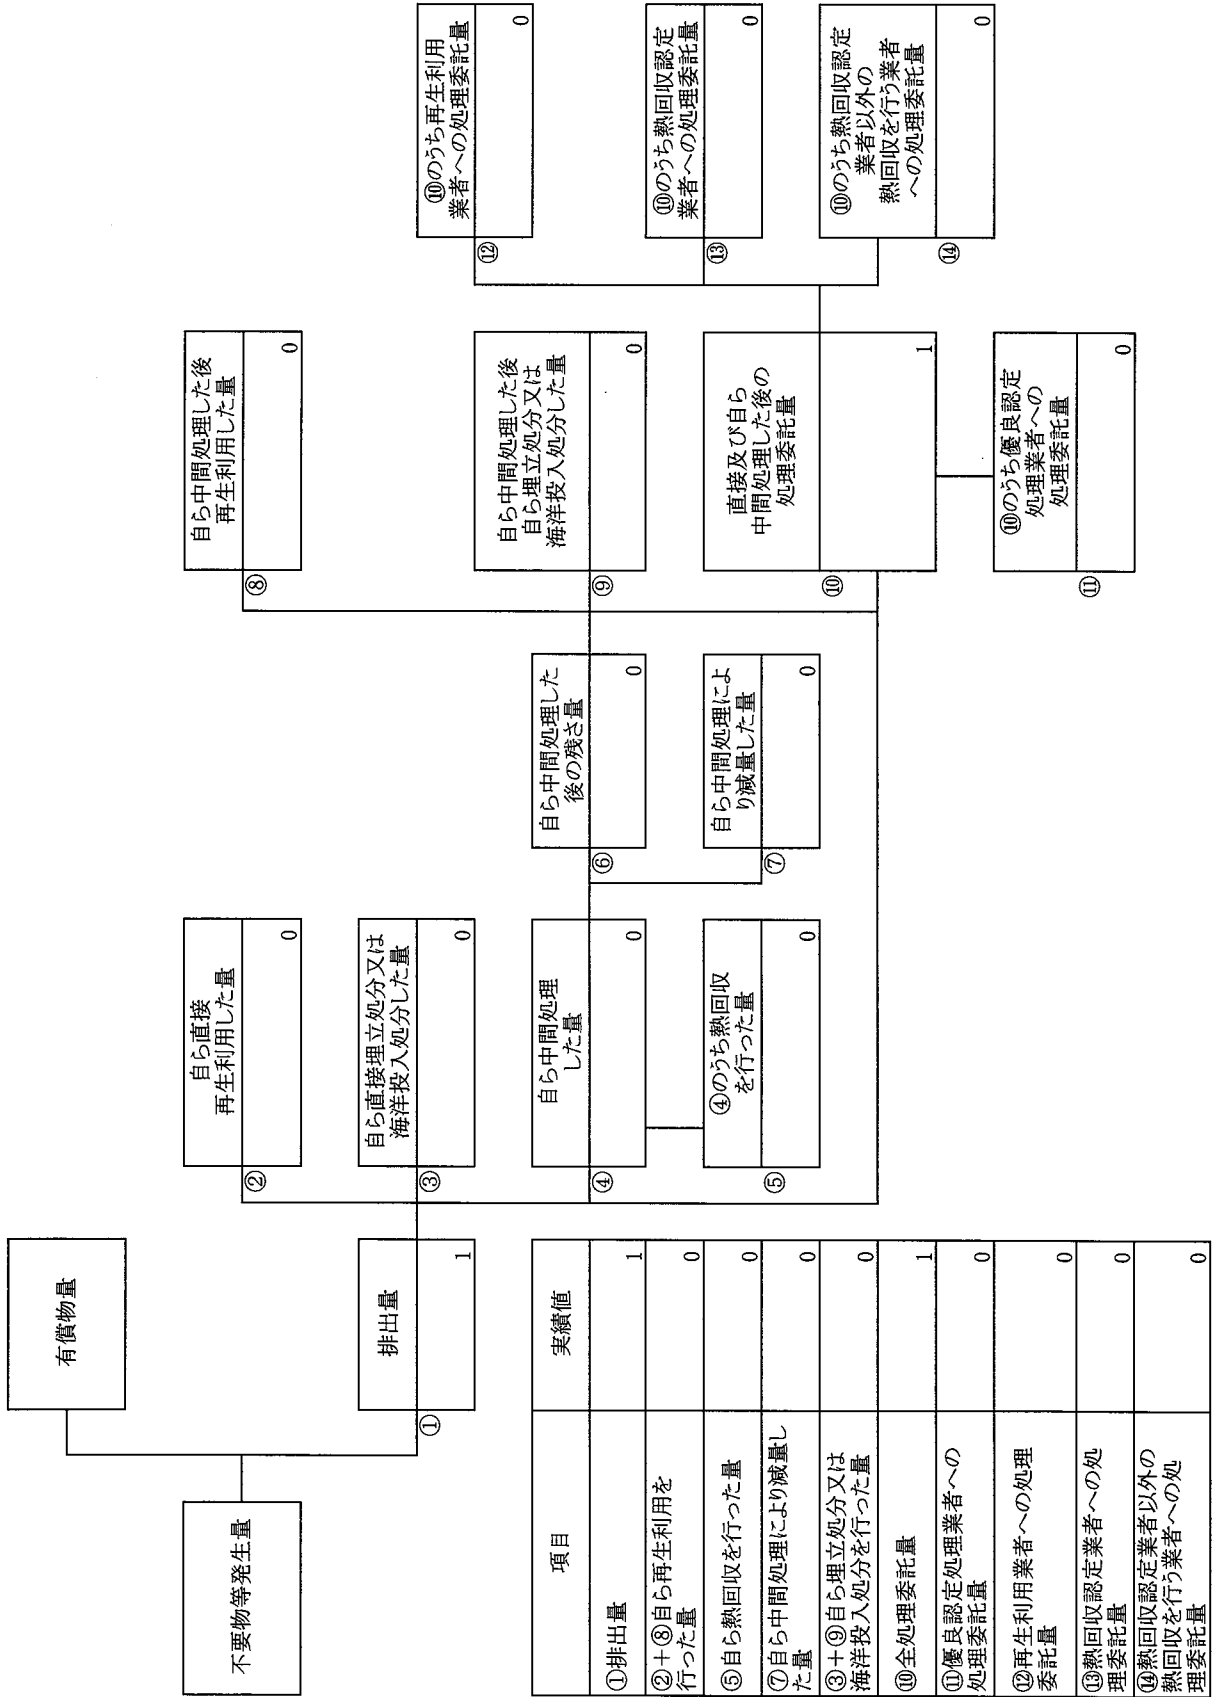 不要物等発生量
有償物量
①
排出量
1
②
自ら直接
再生利用した量
0
③
自ら直接埋立処分又は
海洋投入処分した量
0
④
自ら中間処理
した量
0
⑤
④のうち熱回収
を行った量
0
⑥
自ら中間処理した
後の残さ量
0
⑦
自ら中間処理によ
り減量した量
0
⑧
自ら中間処理した後
再生利用した量
0
⑨
自ら中間処理した後
自ら埋立処分又は
海洋投入処分した量
0
⑩
直接及び自ら
中間処理した後の
処理委託量
1
⑪
⑩のうち優良認定
処理業者への
処理委託量
0
⑫
⑩のうち再生利用
業者への処理委託量
0
⑬
⑩のうち熱回収認定
業者への処理委託量
0
⑭
⑩のうち熱回収認定
業者以外の
熱回収を行う業者
への処理委託量
0
項目 実績値
①排出量 1
②+⑧自ら再生利用を
行った量 0
⑤自ら熱回収を行った量 0
⑦自ら中間処理により減量し
た量 0
③+⑨自ら埋立処分又は
海洋投入処分を行った量 0
⑩全処理委託量 1
⑪優良認定処理業者への
処理委託量 0
⑫再生利用業者への処理
委託量 0
⑬熱回収認定業者への処
理委託量 0
⑭熱回収認定業者以外の
熱回収を行う業者への処
理委託量 0